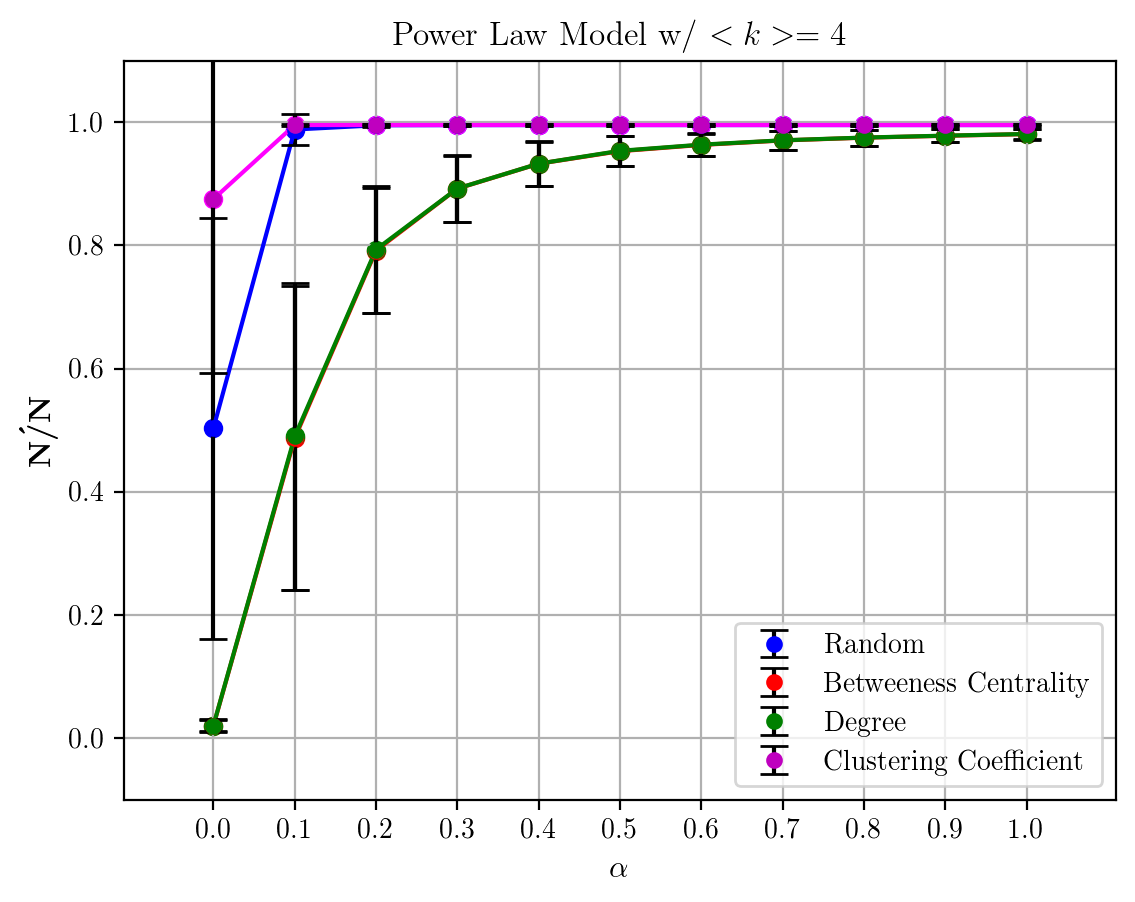 Power Law Model w/ < k >= 4
1.0
0.8
0.6
0.4
0.2
0.0
N´/N
Random
Betweeness Centrality
Degree
Clustering Coefficient
0.0 0.1 0.2 0.3 0.4 0.5 0.6 0.7 0.8 0.9 1.0
α